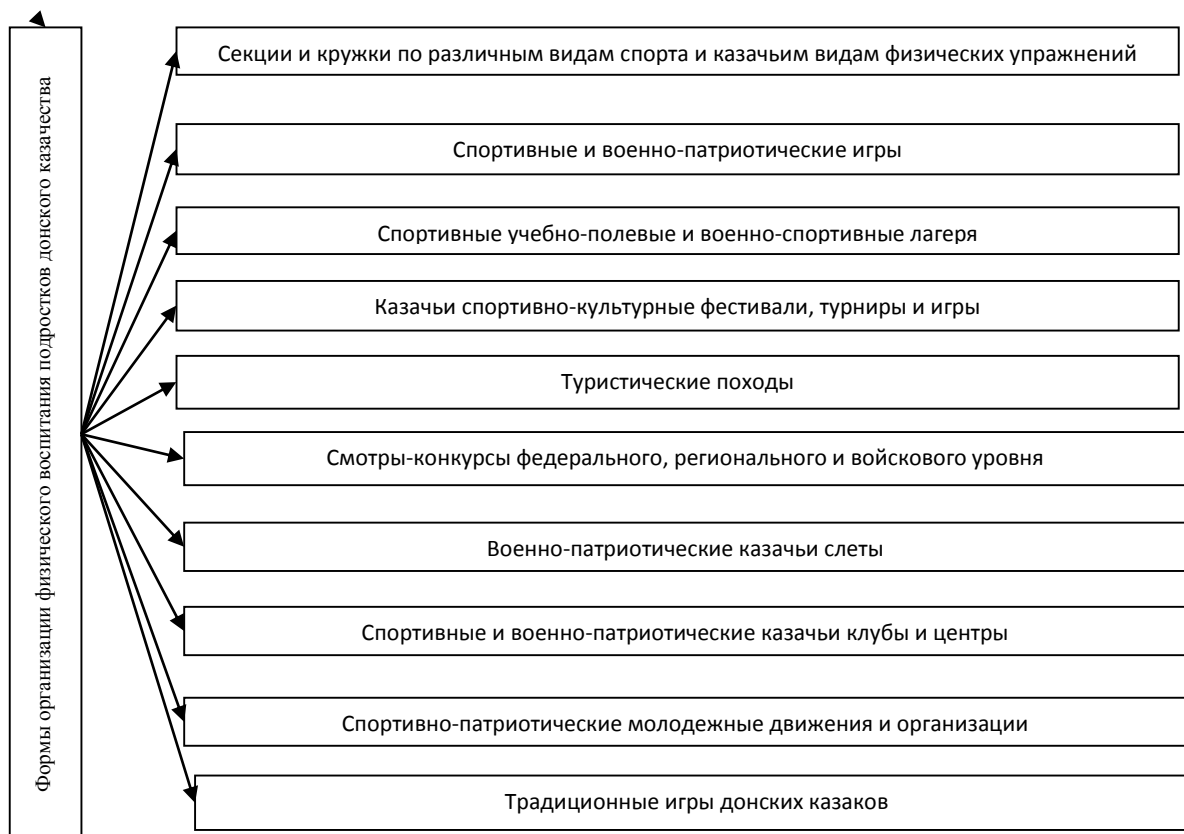 Формы организации физического воспитания подростков донского казачества
Секции и кружки по различным видам спорта и казачьим видам физических упражнений
Спортивные и военно-патриотические игры
Спортивные учебно-полевые и военно-спортивные лагеря
Казачьи спортивно-культурные фестивали, турниры и игры
Туристические походы
Смотры-конкурсы федерального, регионального и войскового уровня
Военно-патриотические казачьи слеты
Спортивные и военно-патриотические казачьи клубы и центры
Спортивно-патриотические молодежные движения и организации
Традиционные игры донских казаков